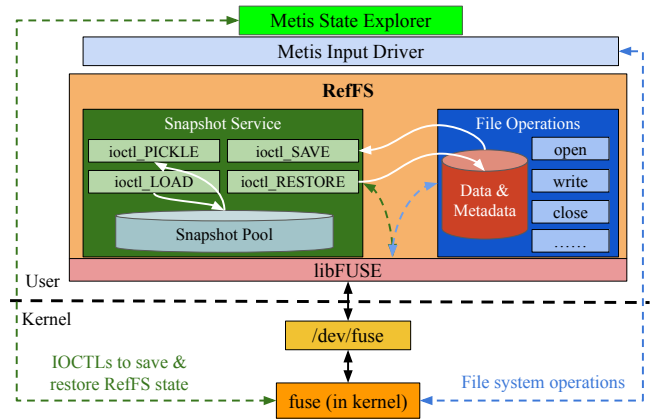 Metis State Explorer
Metis Input Driver
RefFS
Snapshot Service
ioctl_PICKLE
ioctl_SAVE
ioctl_LOAD
ioctl_RESTORE
Snapshot Pool
File Operations
Data &
Metadata
open
write
close
......
libFUSE
User
Kernel
/dev/fuse
IOCTLs to save &
restore RefFS state
fuse (in kernel)
File system operations